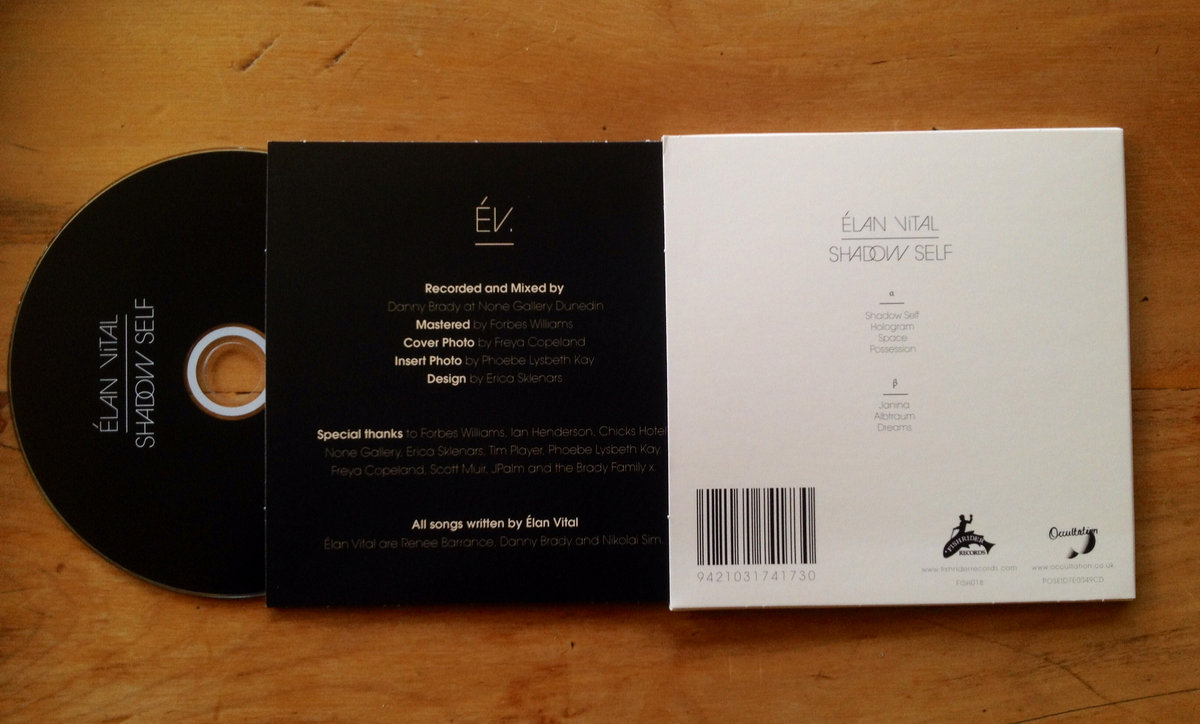 ÉLAN ViTAL
SHADOW SELF
ÉV.
Recorded and Mixed by
Danny Brady at None Gallery Dunedin
Mastered by Forbes Williams
Cover Photo by Freya Copeland
Insert Photo by Phoebe Lysbeth Kay
Design by Erica Sklenars
Special thanks to Forbes Williams, Ian Henderson, Chicks Hotel
None Gallery, Erica Sklenars, Tim Player, Phoebe Lysbeth Kay,
Freya Copeland, Scott Muir, JPalm and the Brady Family x.
All songs written by Élan Vital
Élan Vital are Renee Barrance, Danny Brady and Nikolai Sim.
ÉLAN ViTAL
SHADOW SELF
α
Shadow Self
Hologram
Space
Possession
β
Janina
Albtraum
Dreams
9421031741730
FISHRIDER
RECORDS
www.fishriderrecords.com
FISH018
Occultation
www.occultation.co.uk